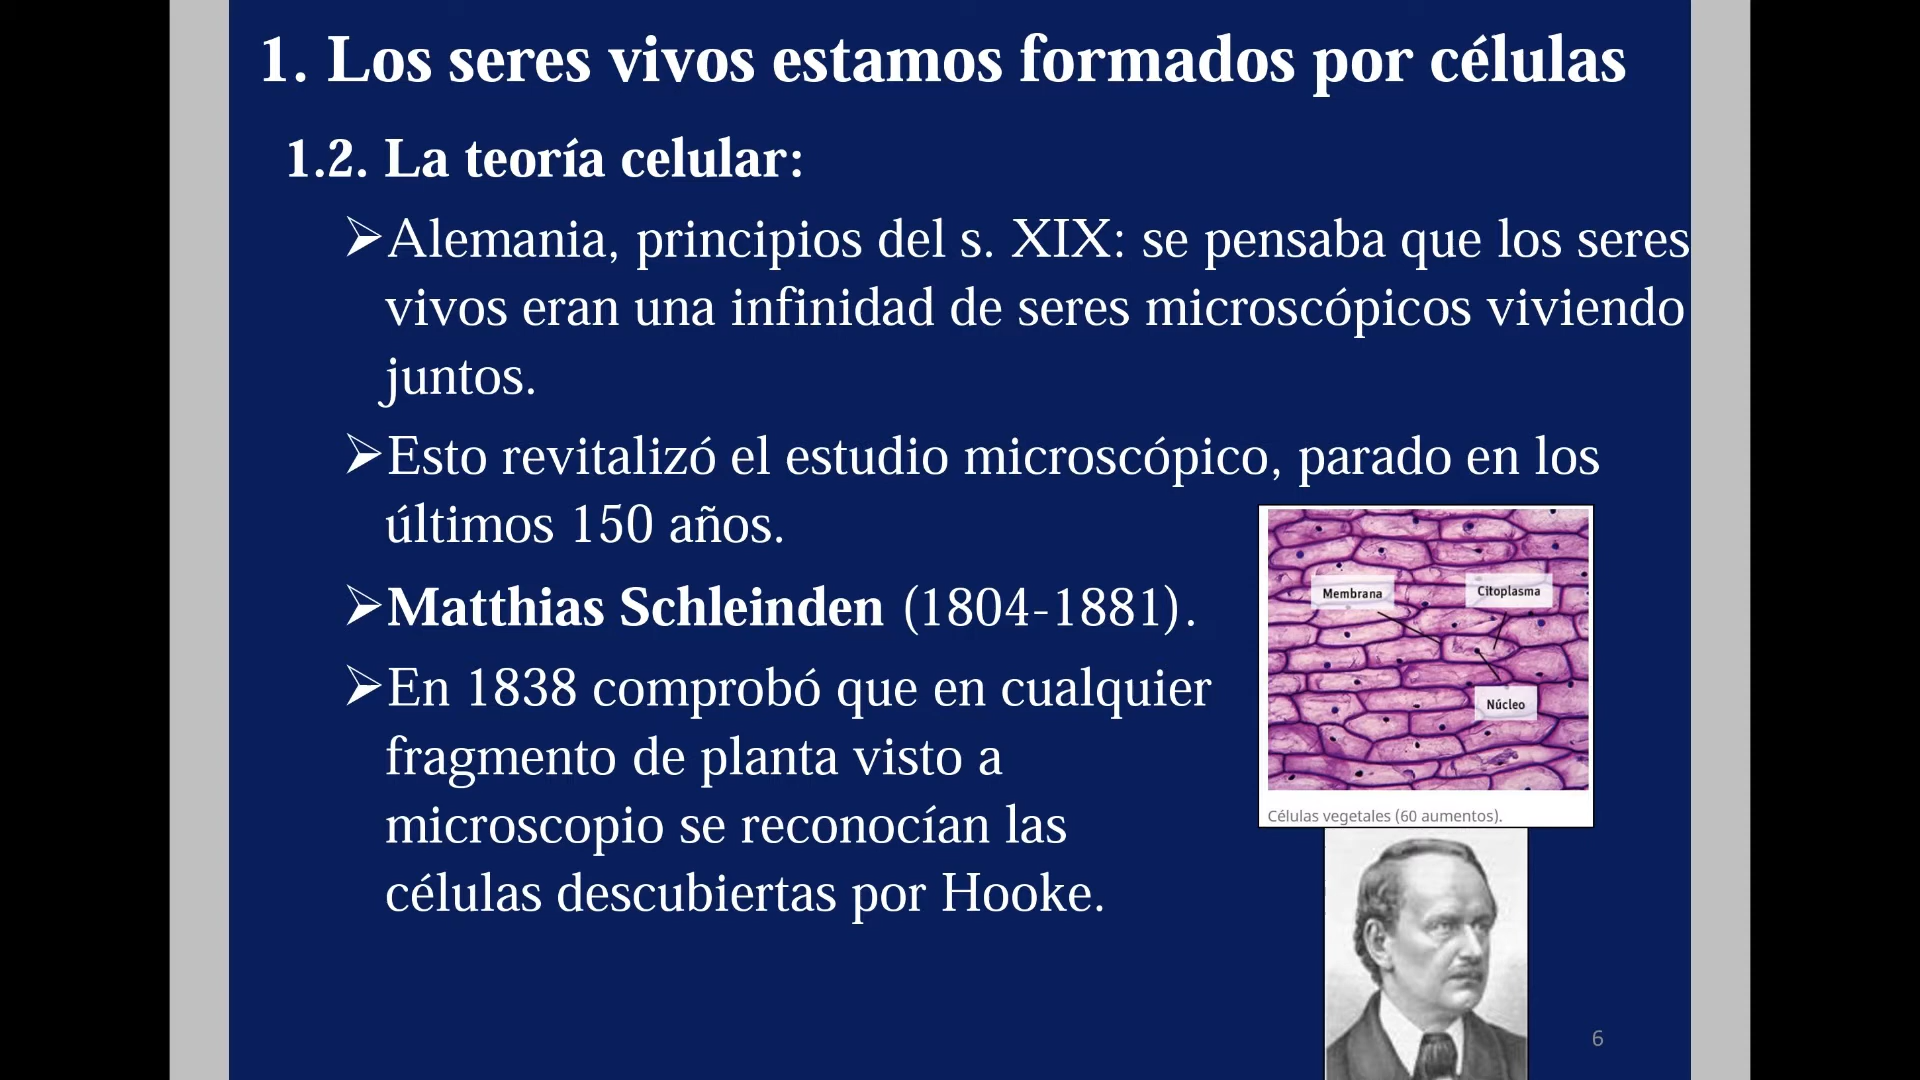 1. Los seres vivos estamos formados por células
1.2. La teoría celular:
➢Alemania, principios del s. XIX: se pensaba que los seres
vivos eran una infinidad de seres microscópicos viviendo
juntos.
➢Esto revitalizó el estudio microscópico, parado en los
últimos 150 años.
➢Matthias Schleinden (1804-1881).
➢En 1838 comprobó que en cualquier
fragmento de planta visto a
microscopio se reconocían las
células descubiertas por Hooke.
Membrana
Citoplasma
Núcleo
Células vegetales (60 aumentos).
6